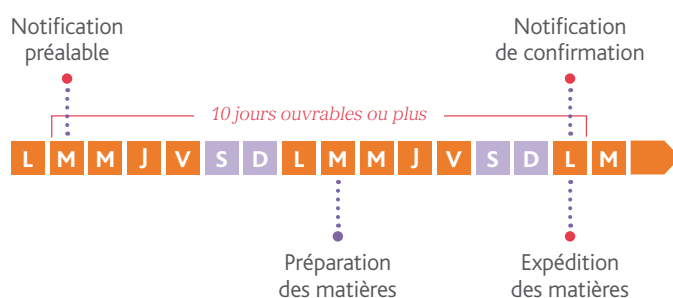 Notification
préalable
Notification
de confirmation
10 jours ouvrables ou plus
L M M J V S D L M M J V S D L M
Préparation
des matières
Expédition
des matières